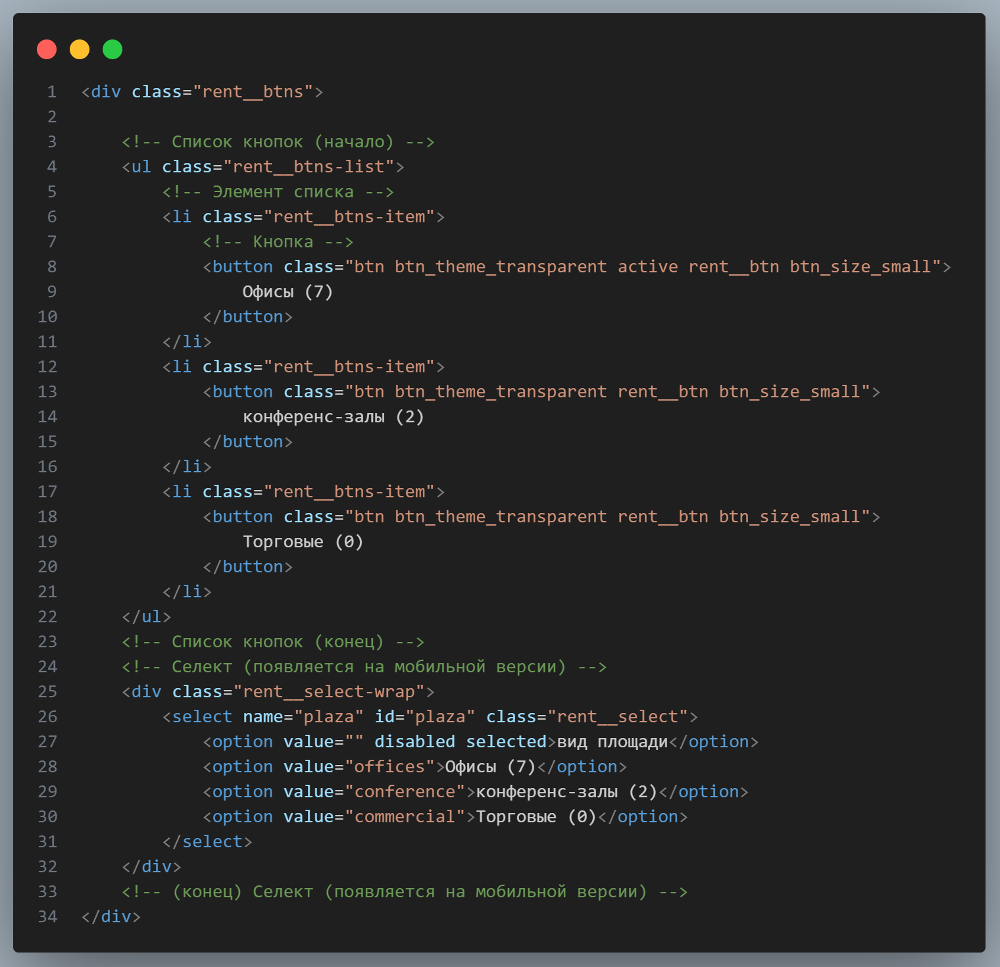 1 <div class="rent__btns">
2
3 <!-- Список кнопок (начало) -->
4 <ul class="rent__btns-list">
5 <!-- Элемент списка -->
6 <li class="rent__btns-item">
7 <!-- Кнопка -->
8 <button class="btn btn_theme_transparent active rent__btn btn_size_small">
9 Офисы (7)
10 </button>
11 </li>
12 <li class="rent__btns-item">
13 <button class="btn btn_theme_transparent rent__btn btn_size_small">
14 конференс-залы (2)
15 </button>
16 </li>
17 <li class="rent__btns-item">
18 <button class="btn btn_theme_transparent rent__btn btn_size_small">
19 Торговые (0)
20 </button>
21 </li>
22 </ul>
23 <!-- Список кнопок (конец) -->
24 <!-- Селект (появляется на мобильной версии) -->
25 <div class="rent__select-wrap">
26 <select name="plaza" id="plaza" class="rent__select">
27 <option value="" disabled selected>вид площади</option>
28 <option value="offices">Офисы (7)</option>
29 <option value="conference">конференс-залы (2)</option>
30 <option value="commercial">Торговые (0)</option>
31 </select>
32 </div>
33 <!-- (конец) Селект (появляется на мобильной версии) -->
34 </div>